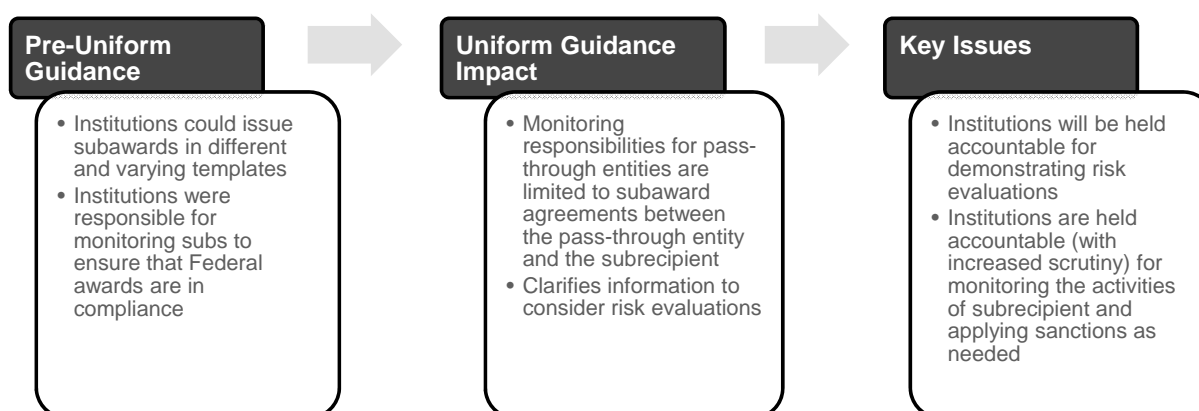 Pre-Uniform
Guidance
• Institutions could issue
subawards in different
and varying templates
• Institutions were
responsible for
monitoring subs to
ensure that Federal
awards are in
compliance
Uniform Guidance
Impact
• Monitoring
responsibilities for pass-
through entities are
limited to subaward
agreements between
the pass-through entity
and the subrecipient
• Clarifies information to
consider risk evaluations
Key Issues
• Institutions will be held
accountable for
demonstrating risk
evaluations
• Institutions are held
accountable (with
increased scrutiny) for
monitoring the activities
of subrecipient and
applying sanctions as
needed